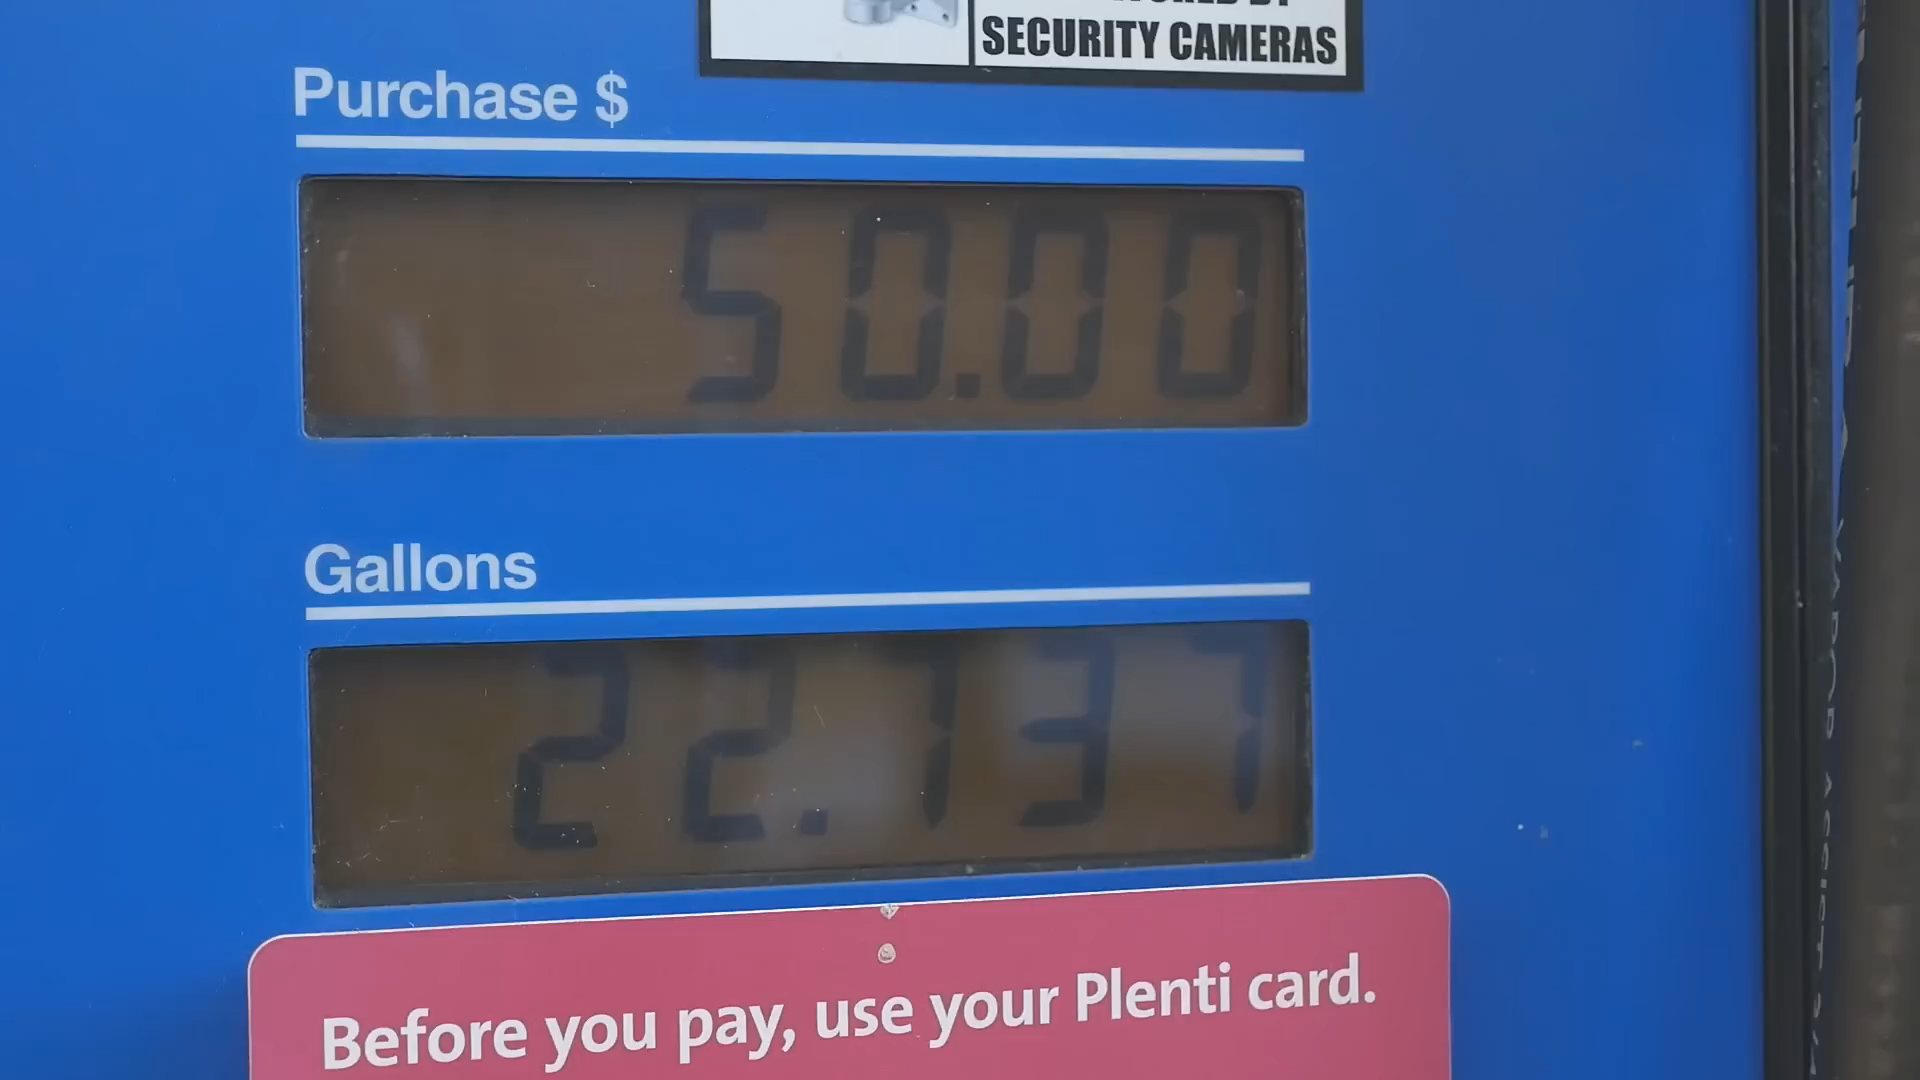 SECURITY CAMERAS
Purchase $
50.00
Gallons
22.737
Before you pay, use your Plenti card.